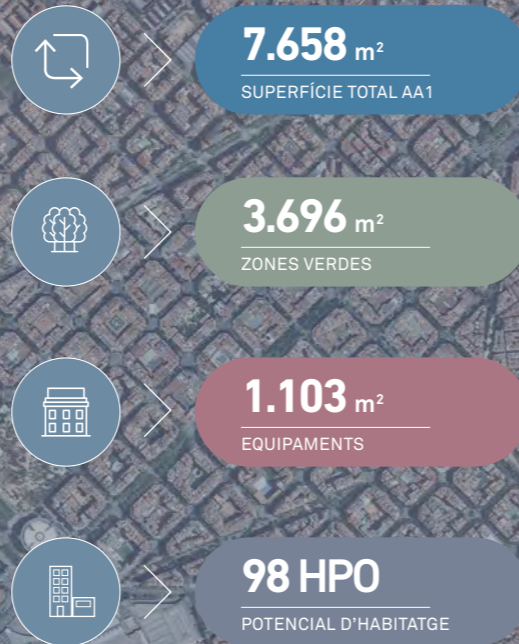 7.658 m²
SUPERFÍCIE TOTAL AA1
3.696 m²
ZONES VERDES
1.103 m²
EQUIPAMENTS
98 HPO
POTENCIAL D'HABITATGE